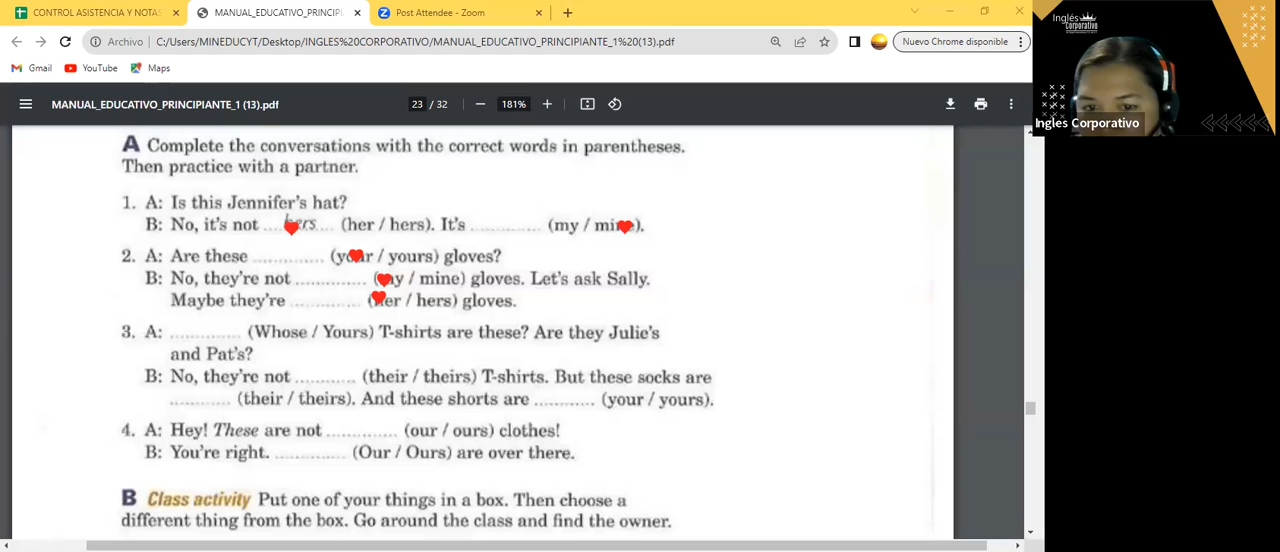 CONTROL ASISTENCIA Y NOTAS
MANUAL_EDUCATIVO_PRINCIPI
Post Attendee - Zoom
Archivo
C:/Users/MINEDUCYT/Desktop/INGLES%20CORPORATIVO/MANUAL_EDUCATIVO_PRINCIPIANTE_1%20(13).pdf
Nuevo Chrome disponible
Gmail
YouTube
Maps
MANUAL_EDUCATIVO_PRINCIPIANTE_1 (13).pdf
23 / 32
181%
Inglés
Corporativo
Ingles Corporativo
A Complete the conversations with the correct words in parentheses.
Then practice with a partner.
1. A: Is this Jennifer's hat?
B: No, it's not ....hers.... (her / hers). It's ............. (my / mine).
2. A: Are these ............. (your / yours) gloves?
B: No, they're not ............. (my / mine) gloves. Let's ask Sally.
Maybe they're ............. (her / hers) gloves.
3. A: ............. (Whose / Yours) T-shirts are these? Are they Julie's
and Pat's?
B: No, they're not ............. (their / theirs) T-shirts. But these socks are
............. (their / theirs). And these shorts are ............. (your / yours).
4. A: Hey! These are not ............. (our / ours) clothes!
B: You're right. ............. (Our / Ours) are over there.
B Class activity Put one of your things in a box. Then choose a
different thing from the box. Go around the class and find the owner.